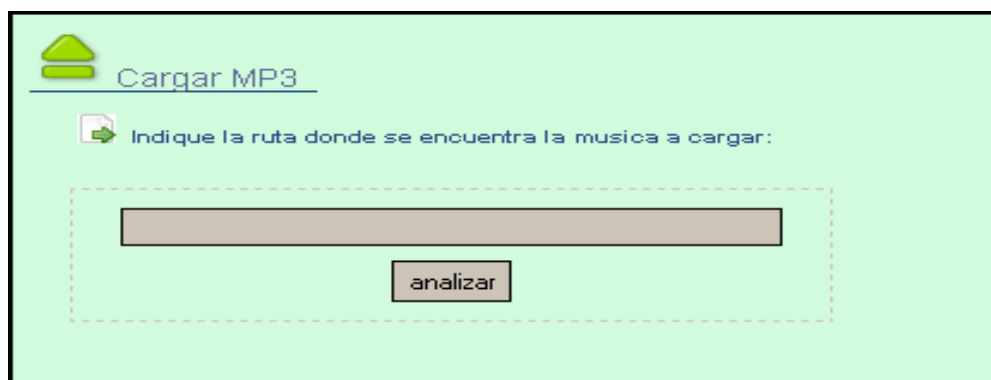 Cargar MP3
Indique la ruta donde se encuentra la musica a cargar:
analizar